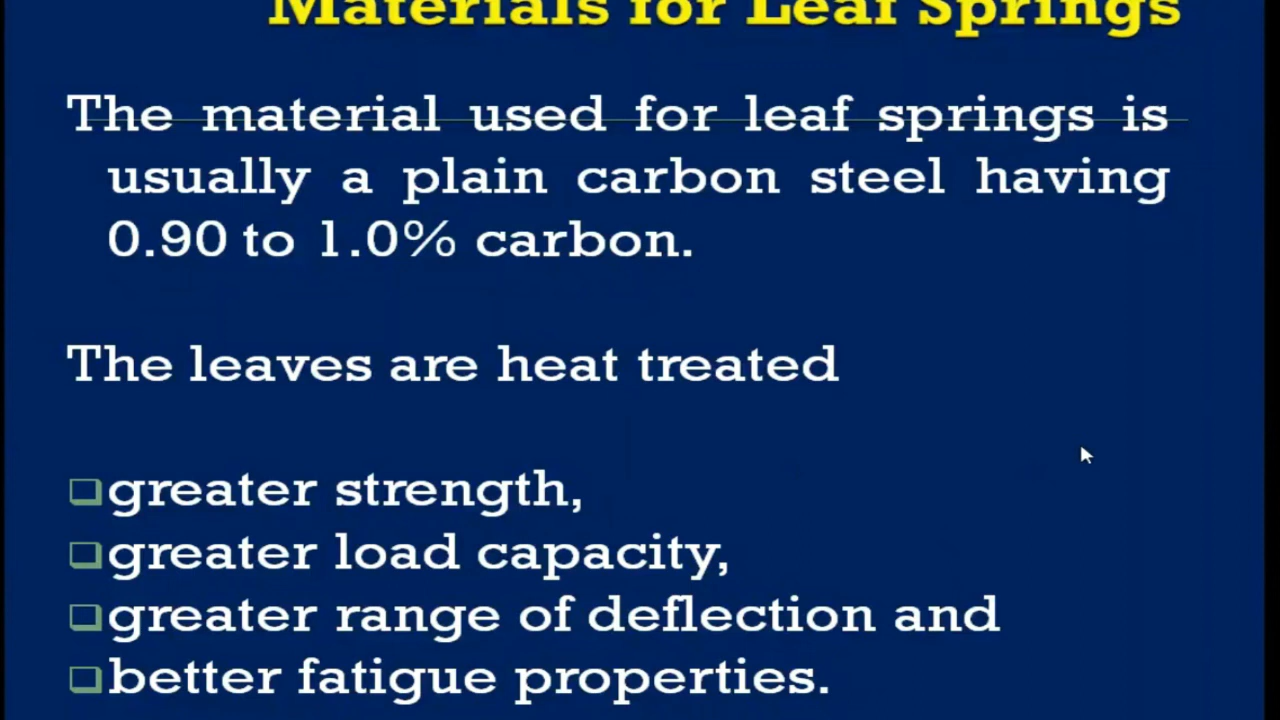 Materials for Leaf Springs
The material used for leaf springs is
usually a plain carbon steel having
0.90 to 1.0% carbon.
The leaves are heat treated
greater strength,
greater load capacity,
greater range of deflection and
better fatigue properties.